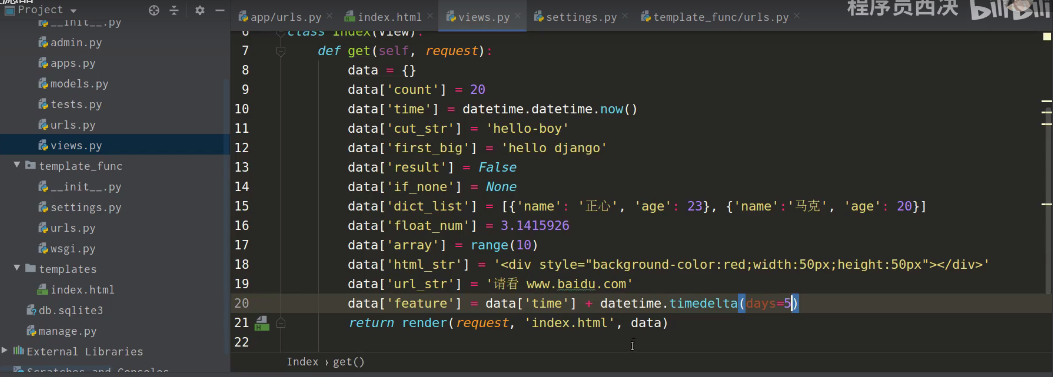 Project
__init__.py
admin.py
apps.py
models.py
tests.py
urls.py
views.py
template_func
__init__.py
settings.py
urls.py
wsgi.py
templates
index.html
db.sqlite3
manage.py
External Libraries
Scratches and Consoles
app/urls.py
index.html
views.py
settings.py
template_func/urls.py
程序员西决
bilibili
6 class Index(View):
7 def get(self, request):
8 data = {}
9 data['count'] = 20
10 data['time'] = datetime.datetime.now()
11 data['cut_str'] = 'hello-boy'
12 data['first_big'] = 'hello django'
13 data['result'] = False
14 data['if_none'] = None
15 data['dict_list'] = [{'name': '正心', 'age': 23}, {'name':'马克', 'age': 20}]
16 data['float_num'] = 3.1415926
17 data['array'] = range(10)
18 data['html_str'] = '<div style="background-color:red;width:50px;height:50px"></div>'
19 data['url_str'] = '请看 www.baidu.com'
20 data['feature'] = data['time'] + datetime.timedelta(days=5)
21 return render(request, 'index.html', data)
22
Index › get()